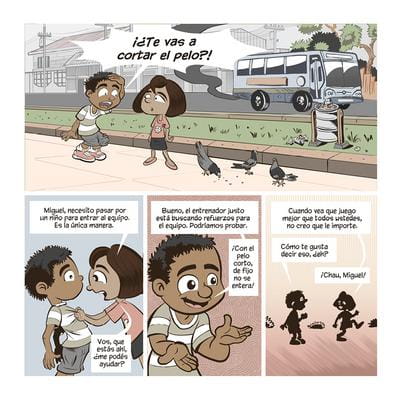 ¡¿Te vas a
cortar el pelo?!
Miguel, necesito pasar por
un niño para entrar al equipo.
Es la única manera.
Vos, que
estás ahí,
¿me podés
ayudar?
Bueno, el entrenador justo
está buscando refuerzos para
el equipo. Podríamos probar.
¡Con el
pelo corto,
de fijo
no se
entera!
Cuando vea que juego
mejor que todos ustedes,
no creo que le importe.
Cómo te gusta
decir eso, ¿eh?
¡Chau, Miguel!